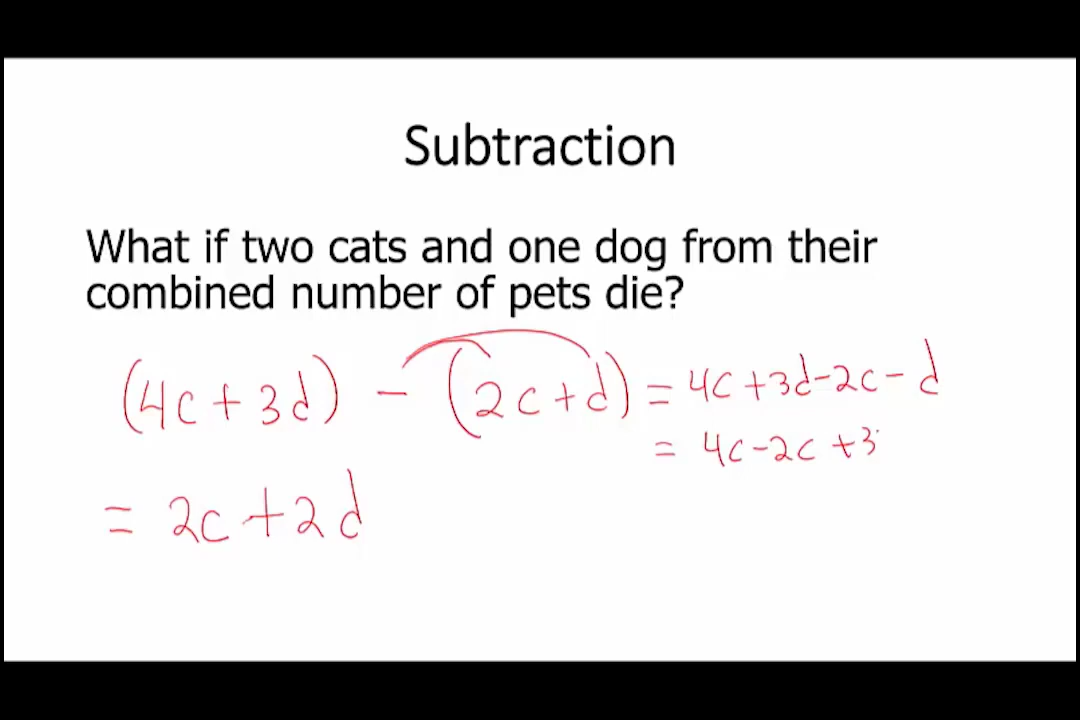 Subtraction
What if two cats and one dog from their
combined number of pets die?
(4c + 3d) - (2c + d) = 4c + 3d - 2c - d
= 4c - 2c + 3
= 2c + 2d